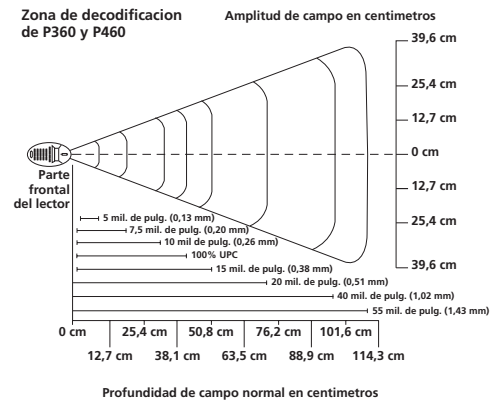 Zona de decodificacion
de P360 y P460
Amplitud de campo en centimetros
39,6 cm
25,4 cm
12,7 cm
0 cm
12,7 cm
25,4 cm
39,6 cm
Parte
frontal
del lector
5 mil. de pulg. (0,13 mm)
7,5 mil. de pulg. (0,20 mm)
10 mil de pulg. (0,26 mm)
100% UPC
15 mil. de pulg. (0,38 mm)
20 mil. de pulg. (0,51 mm)
40 mil. de pulg. (1,02 mm)
55 mil. de pulg. (1,43 mm)
0 cm 25,4 cm 50,8 cm 76,2 cm 101,6 cm
12,7 cm 38,1 cm 63,5 cm 88,9 cm 114,3 cm
Profundidad de campo normal en centimetros